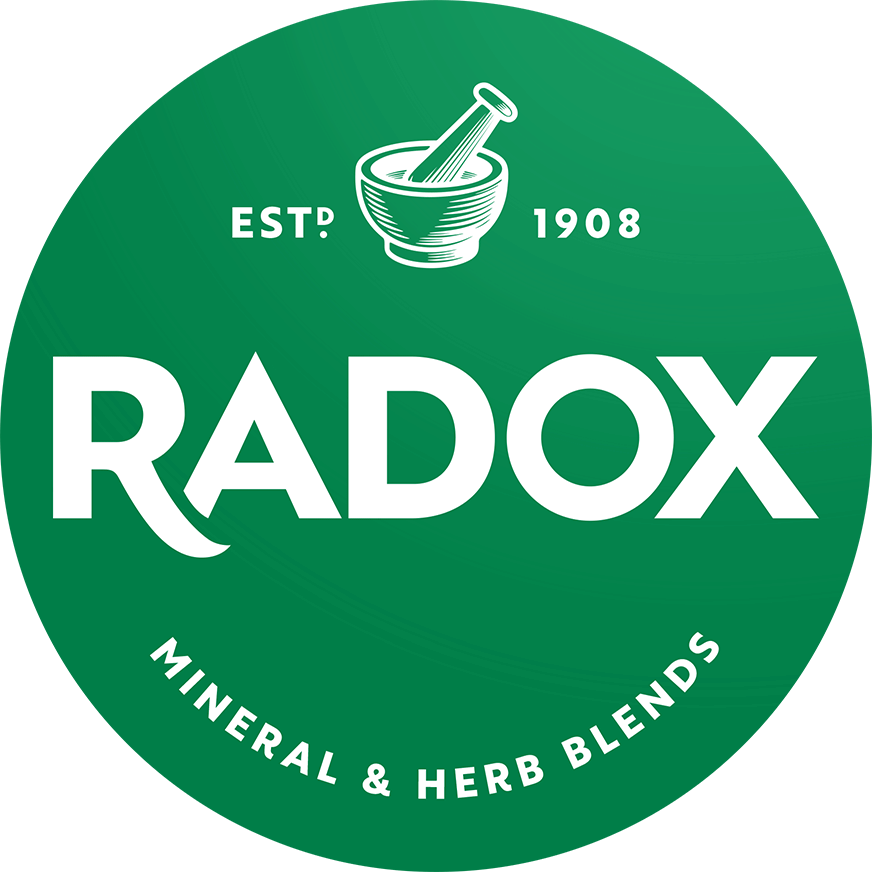 ESTD. 1908
RADOX
MINERAL & HERB BLENDS